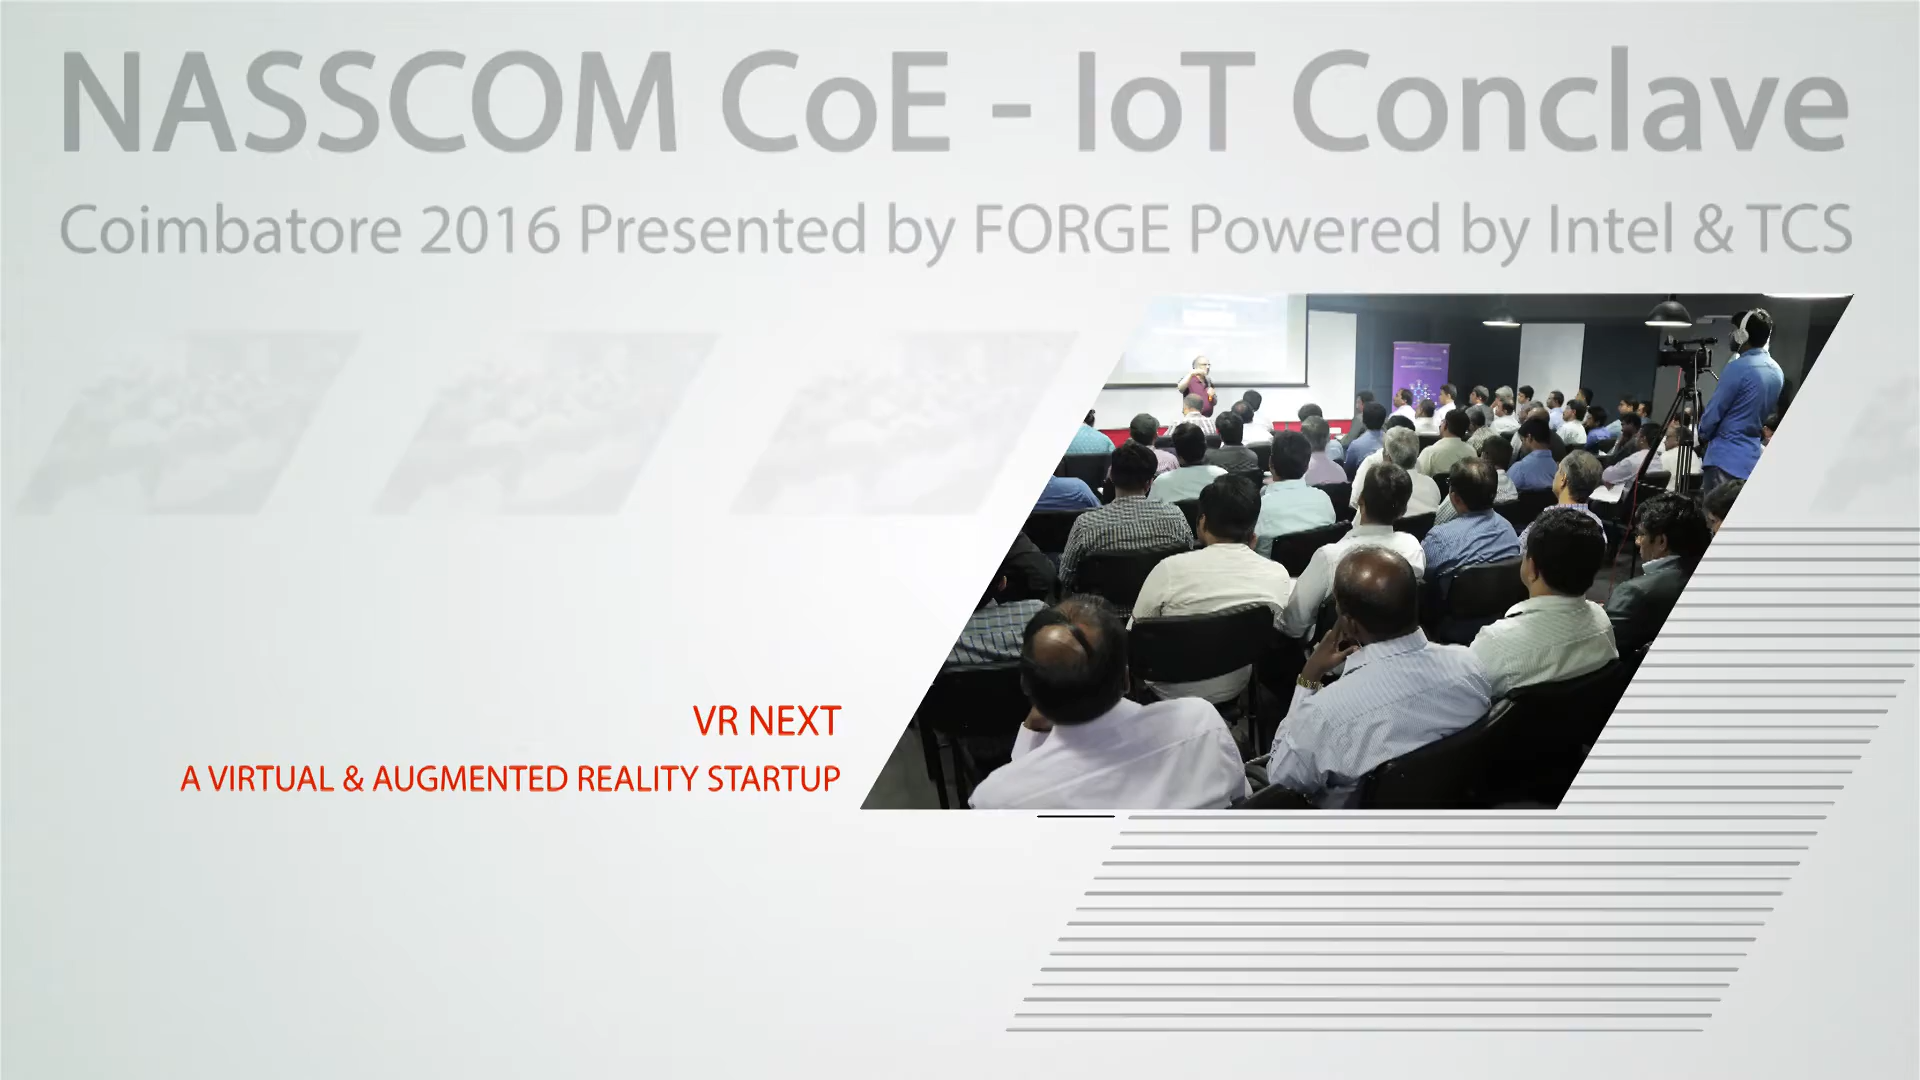 NASSCOM CoE - IoT Conclave
Coimbatore 2016 Presented by FORGE Powered by Intel & TCS
VR NEXT
A VIRTUAL & AUGMENTED REALITY STARTUP